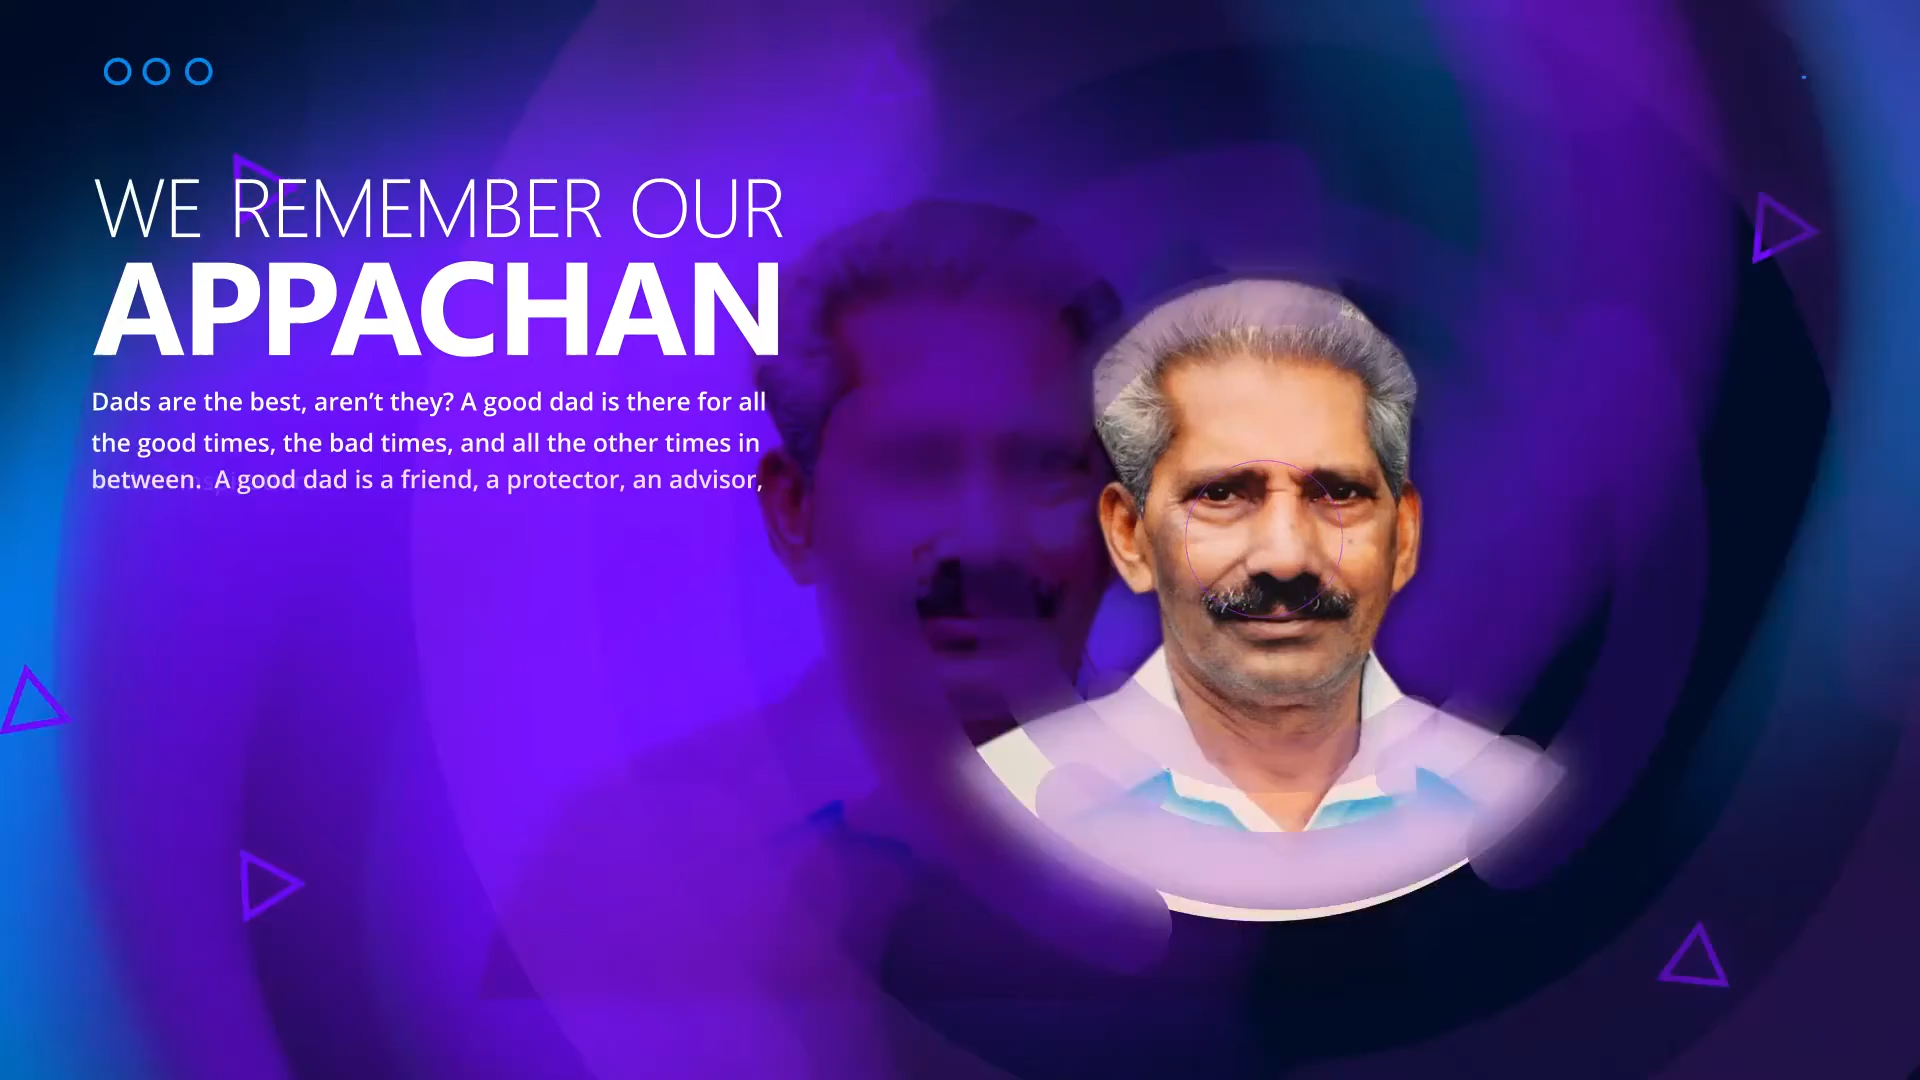 WE REMEMBER OUR
APPACHAN
Dads are the best, aren’t they? A good dad is there for all
the good times, the bad times, and all the other times in
between.  A good dad is a friend, a protector, an advisor,